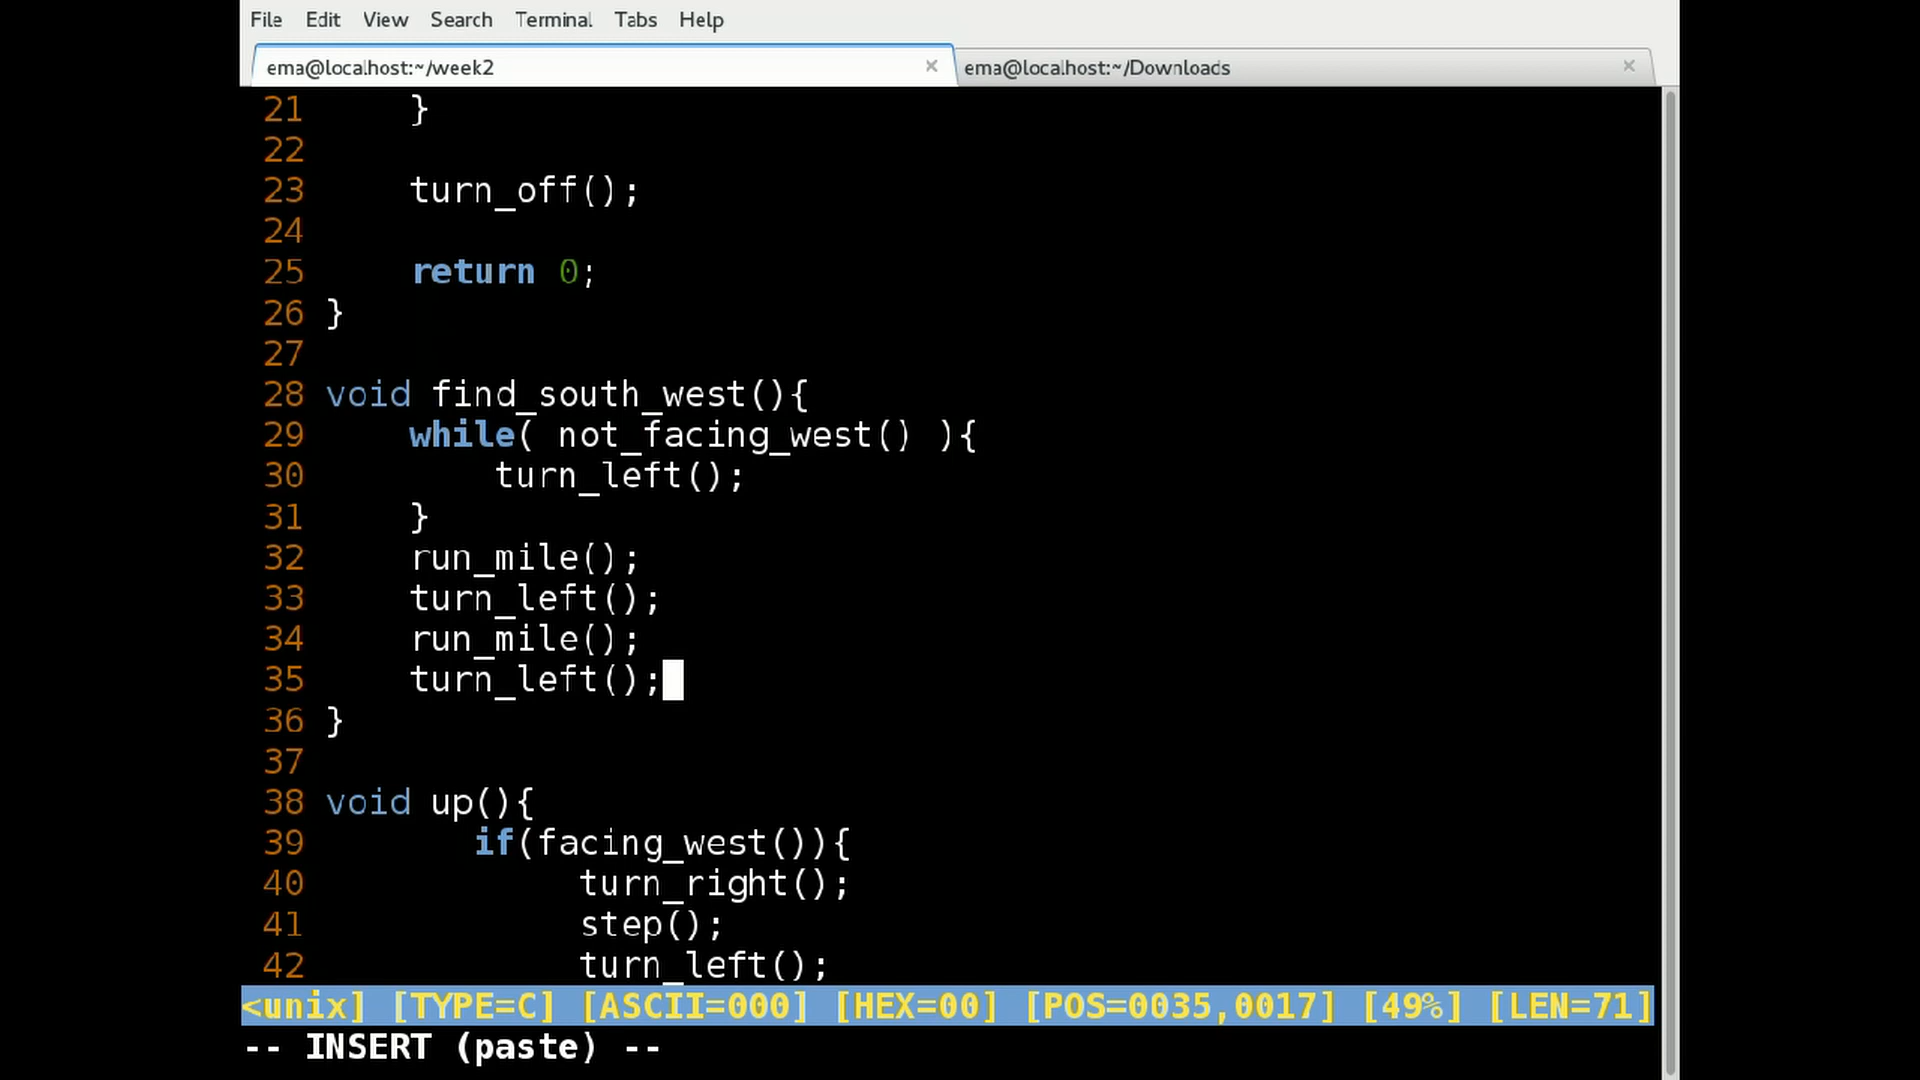 File Edit View Search Terminal Tabs Help
ema@localhost:~/week2 × ema@localhost:~/Downloads ×
21     }
22
23     turn_off();
24
25     return 0;
26 }
27
28 void find_south_west(){
29     while( not_facing_west() ){
30         turn_left();
31     }
32     run_mile();
33     turn_left();
34     run_mile();
35     turn_left();
36 }
37
38 void up(){
39        if(facing_west()){
40             turn_right();
41             step();
42             turn_left();
<unix] [TYPE=C] [ASCII=000] [HEX=00] [POS=0035,0017] [49%] [LEN=71]
-- INSERT (paste) --